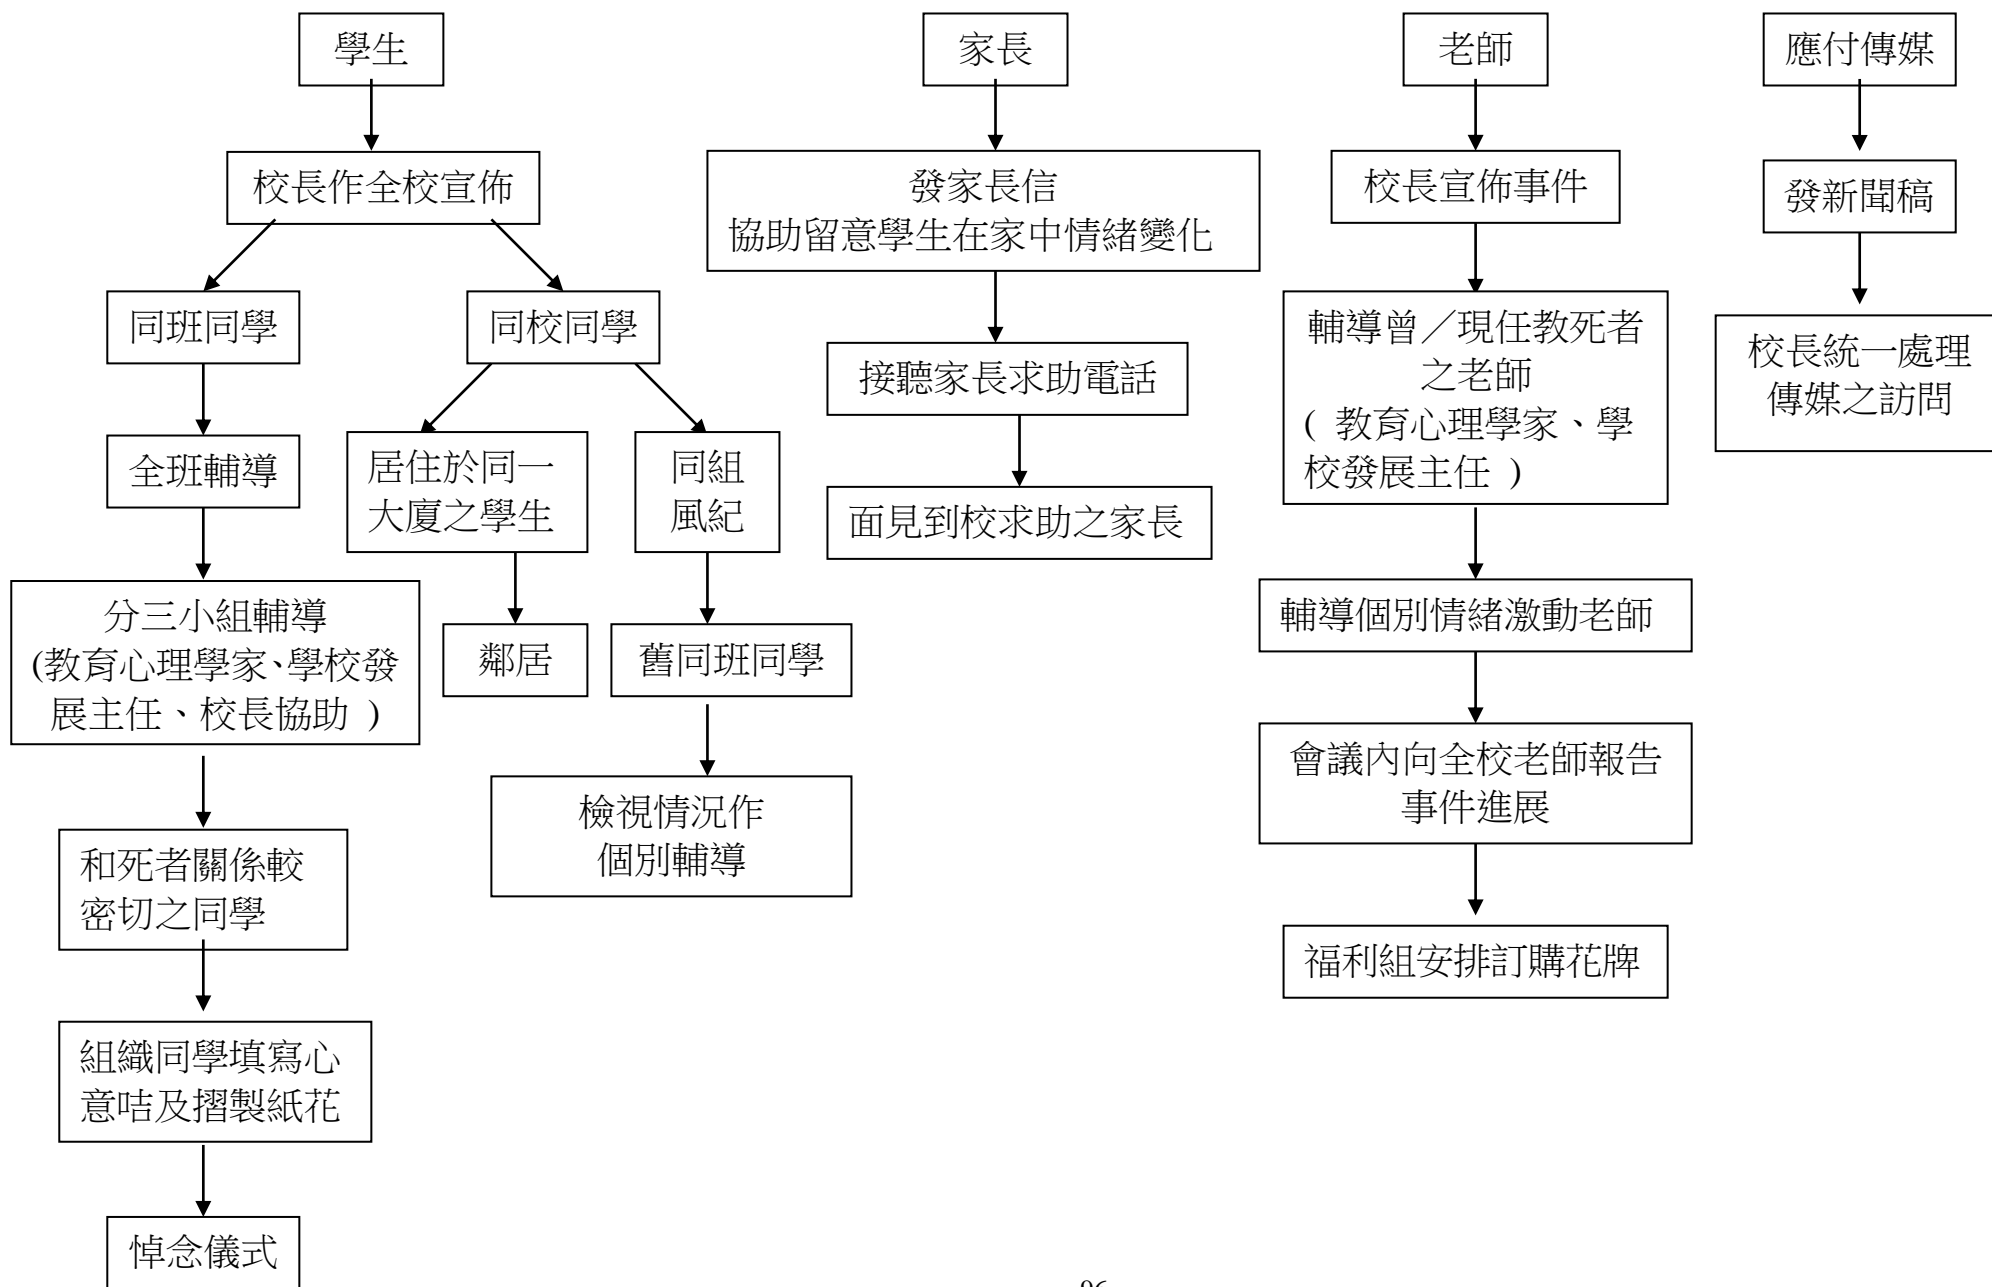 學生
校長作全校宣佈
同班同學
全班輔導
分三小組輔導
(教育心理學家、學校發
展主任、校長協助 )
和死者關係較
密切之同學
組織同學填寫心
意咭及摺製紙花
悼念儀式
同校同學
居住於同一
大廈之學生
鄰居
同組
風紀
舊同班同學
檢視情況作
個別輔導
家長
發家長信
協助留意學生在家中情緒變化
接聽家長求助電話
面見到校求助之家長
老師
校長宣佈事件
輔導曾／現任教死者
之老師
( 教育心理學家、學
校發展主任 )
輔導個別情緒激動老師
會議內向全校老師報告
事件進展
福利組安排訂購花牌
應付傳媒
發新聞稿
校長統一處理
傳媒之訪問